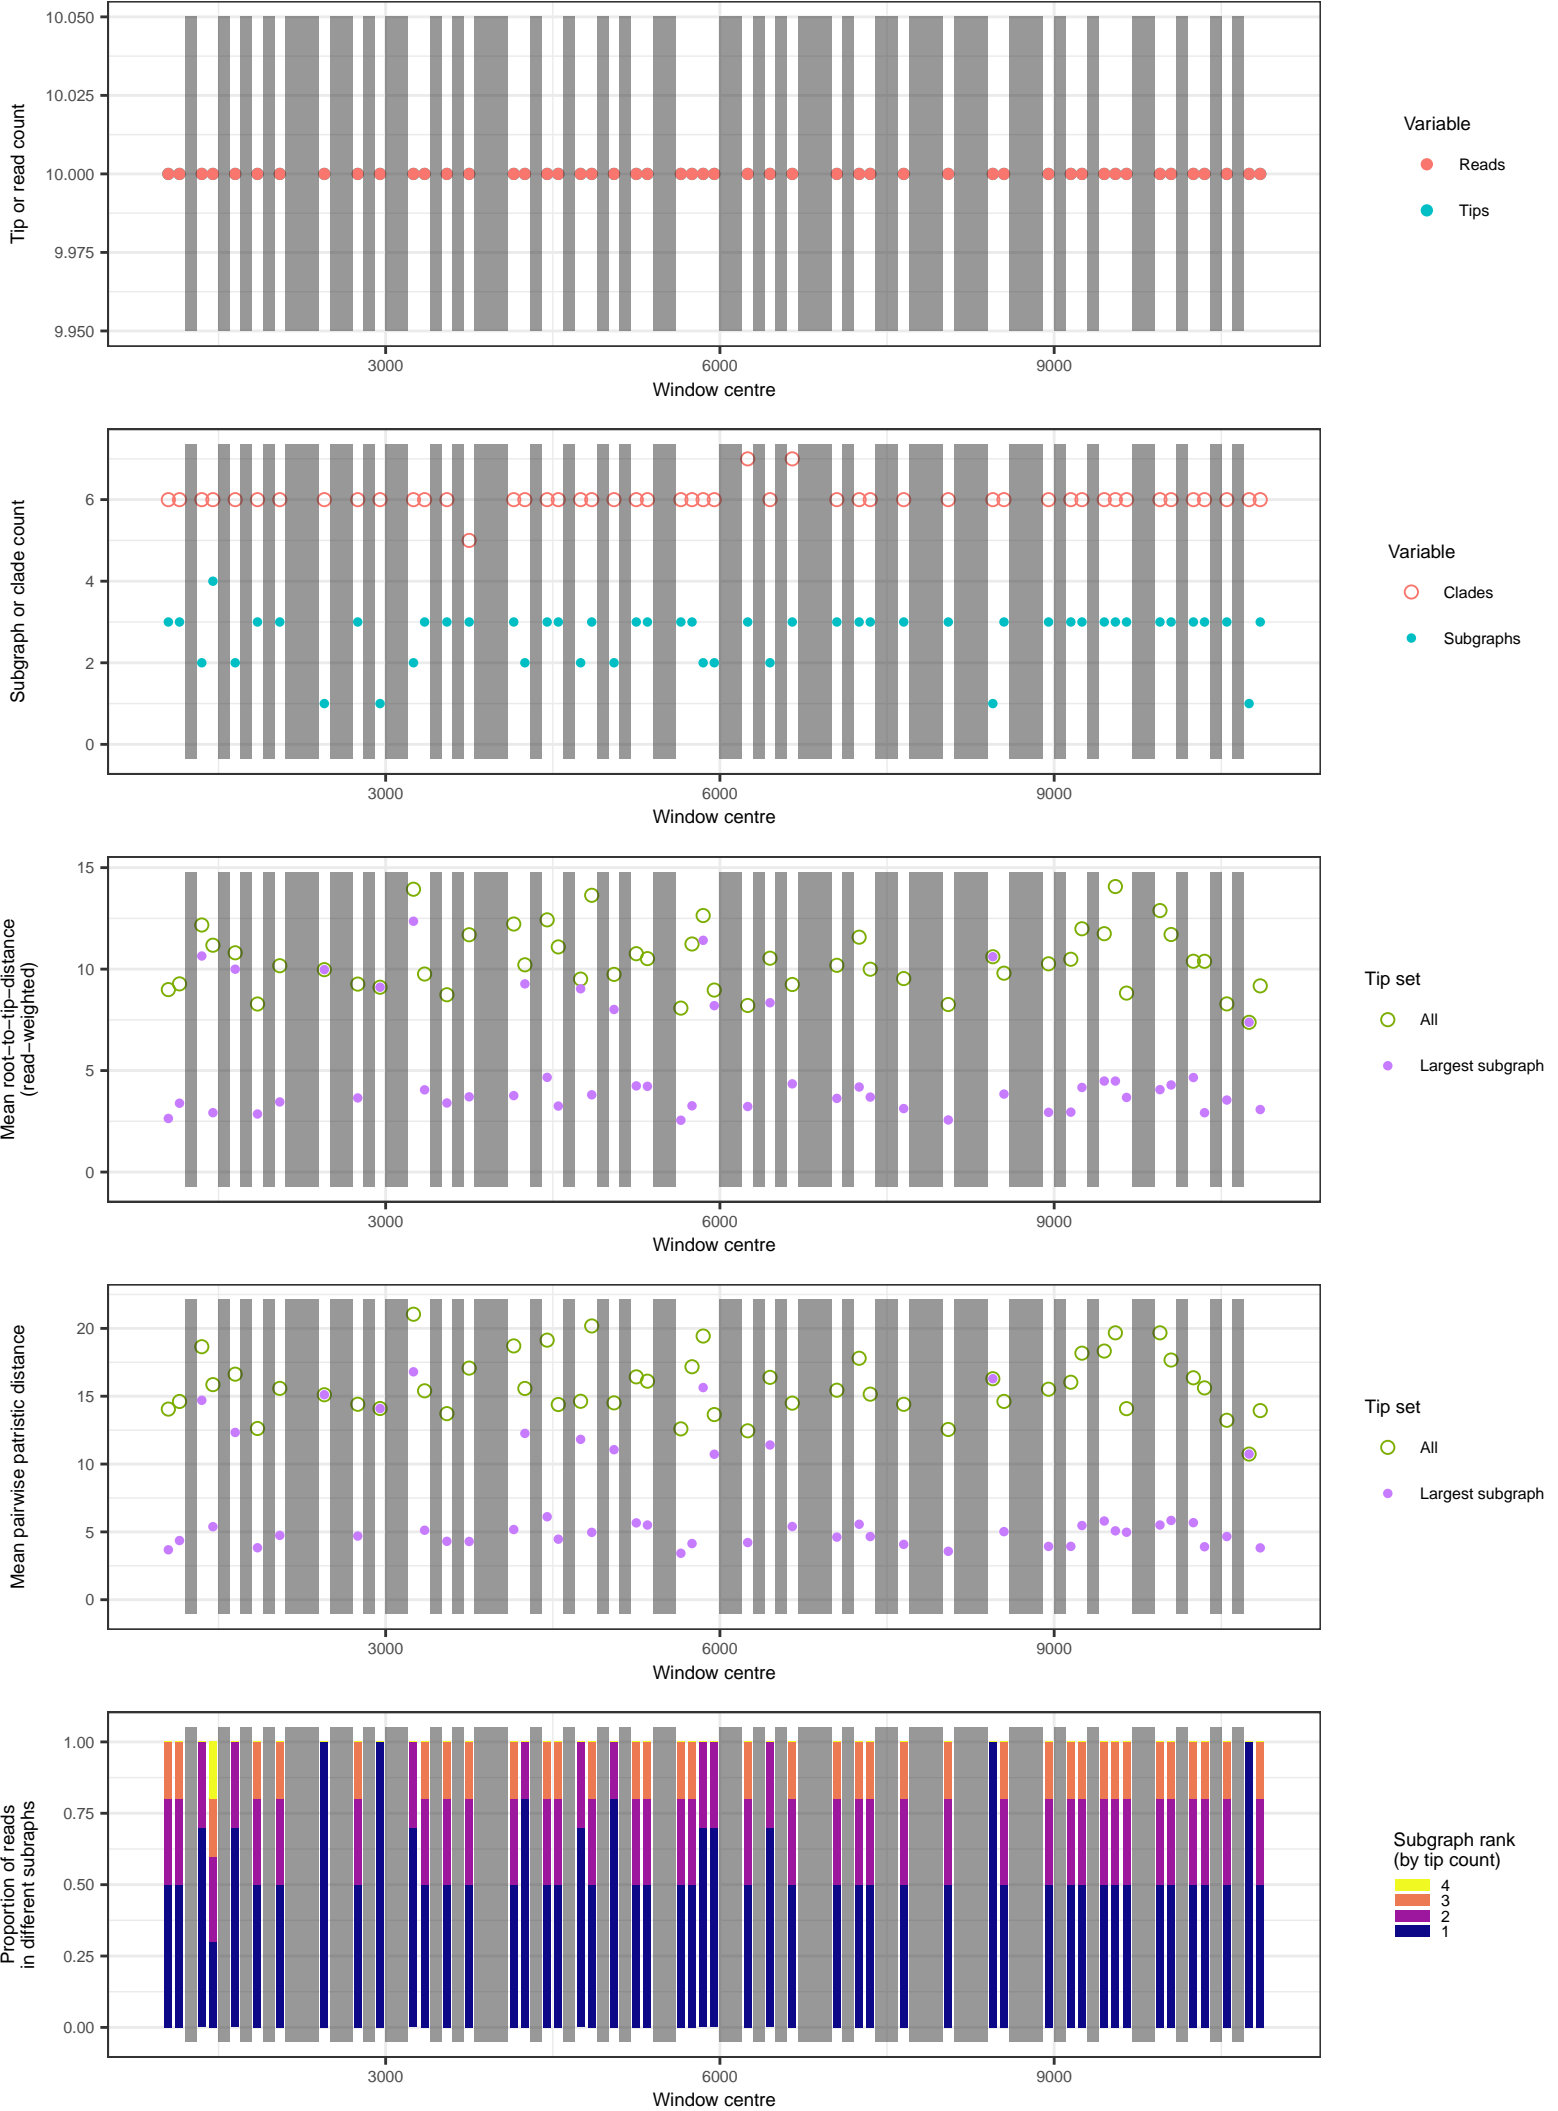 10.050
10.025
10.000
9.975
9.950
Tip or read count
3000 6000 9000
Window centre
Variable
Reads
Tips
6
4
2
0
Subgraph or clade count
3000 6000 9000
Window centre
Variable
Clades
Subgraphs
15
10
5
0
Mean root−to−tip−distance
(read−weighted)
3000 6000 9000
Window centre
Tip set
All
Largest subgraph
20
15
10
5
0
Mean pairwise patristic distance
3000 6000 9000
Window centre
Tip set
All
Largest subgraph
1.00
0.75
0.50
0.25
0.00
Proportion of reads
in different subraphs
3000 6000 9000
Window centre
Subgraph rank
(by tip count)
4
3
2
1